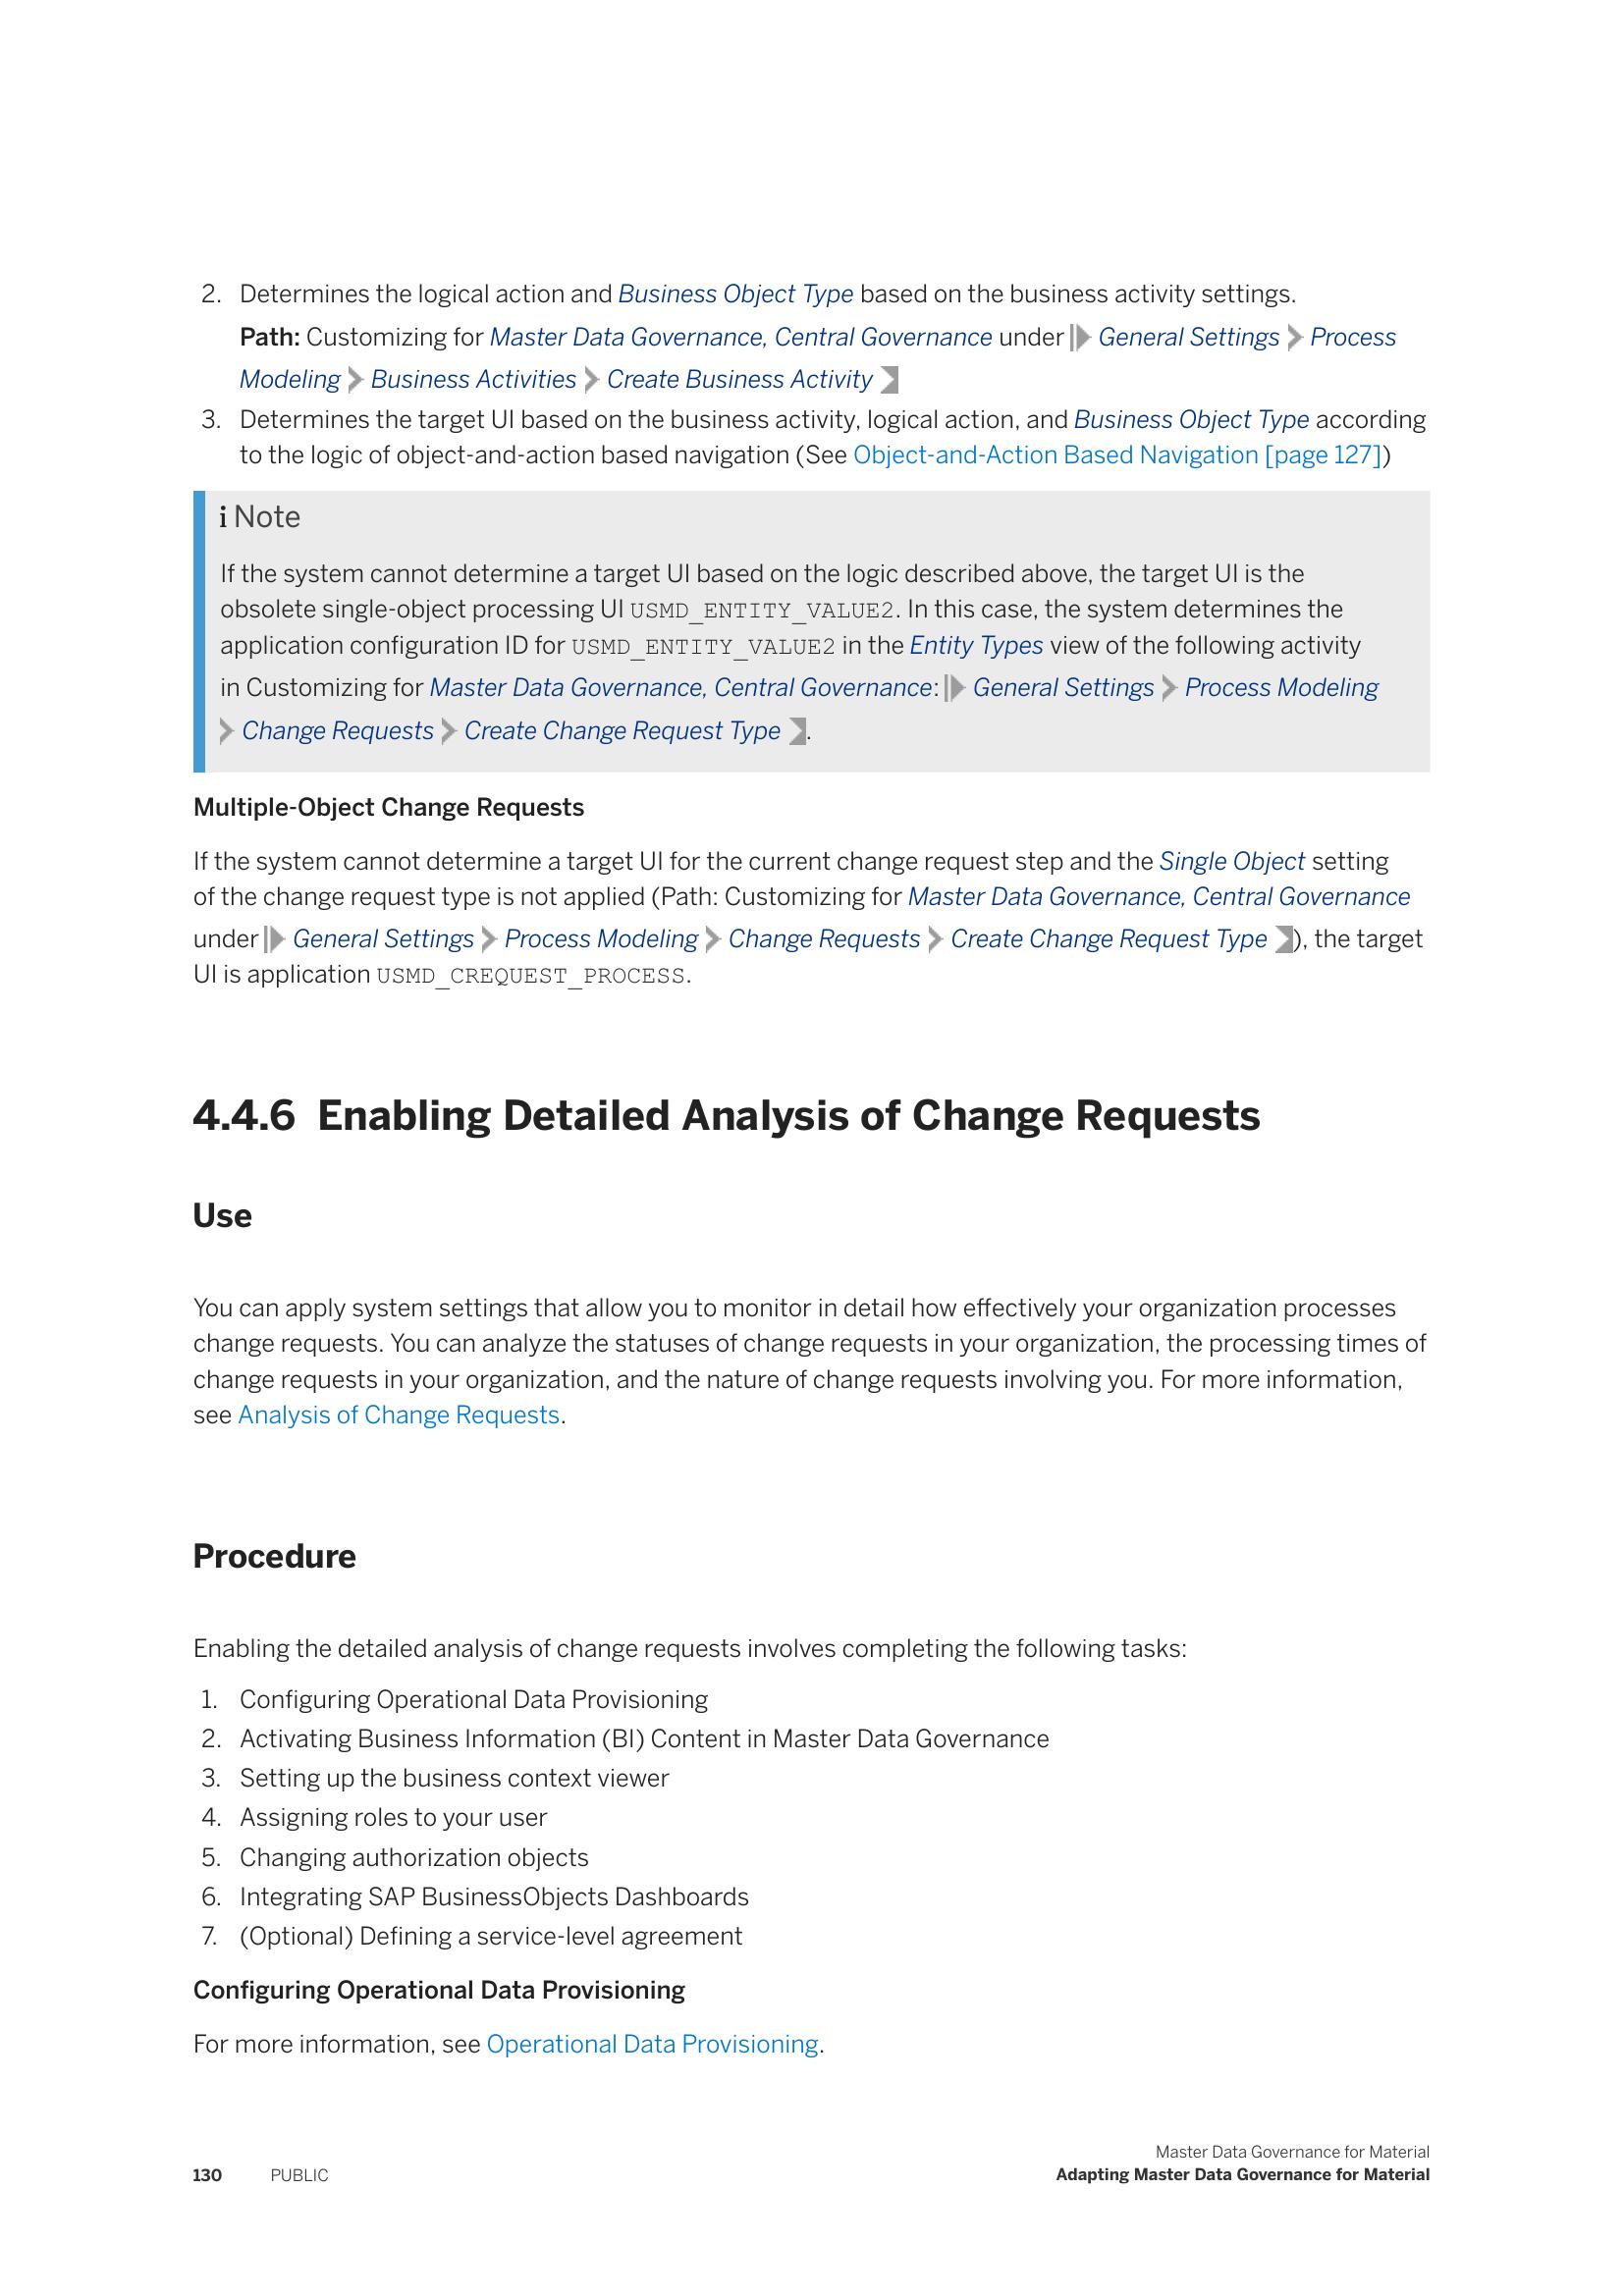 2. Determines the logical action and Business Object Type based on the business activity settings.
Path: Customizing for Master Data Governance, Central Governance under General Settings Process
Modeling Business Activities Create Business Activity
3. Determines the target UI based on the business activity, logical action, and Business Object Type according
to the logic of object-and-action based navigation (See Object-and-Action Based Navigation [page 127])
i Note
If the system cannot determine a target UI based on the logic described above, the target UI is the
obsolete single-object processing UI USMD_ENTITY_VALUE2. In this case, the system determines the
application configuration ID for USMD_ENTITY_VALUE2 in the Entity Types view of the following activity
in Customizing for Master Data Governance, Central Governance: General Settings Process Modeling
Change Requests Create Change Request Type .
Multiple-Object Change Requests
If the system cannot determine a target UI for the current change request step and the Single Object setting
of the change request type is not applied (Path: Customizing for Master Data Governance, Central Governance
under General Settings Process Modeling Change Requests Create Change Request Type ), the target
UI is application USMD_CREQUEST_PROCESS.
4.4.6 Enabling Detailed Analysis of Change Requests
Use
You can apply system settings that allow you to monitor in detail how effectively your organization processes
change requests. You can analyze the statuses of change requests in your organization, the processing times of
change requests in your organization, and the nature of change requests involving you. For more information,
see Analysis of Change Requests.
Procedure
Enabling the detailed analysis of change requests involves completing the following tasks:
1. Configuring Operational Data Provisioning
2. Activating Business Information (BI) Content in Master Data Governance
3. Setting up the business context viewer
4. Assigning roles to your user
5. Changing authorization objects
6. Integrating SAP BusinessObjects Dashboards
7. (Optional) Defining a service-level agreement
Configuring Operational Data Provisioning
For more information, see Operational Data Provisioning.
Master Data Governance for Material
130 PUBLIC Adapting Master Data Governance for Material